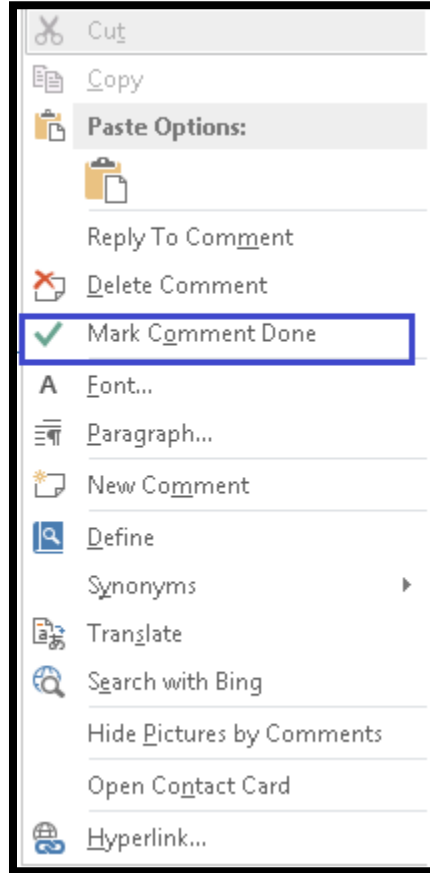 Cut
Copy
Paste Options:
Reply To Comment
Delete Comment
Mark Comment Done
A Font...
Paragraph...
New Comment
Define
Synonyms
Translate
Search with Bing
Hide Pictures by Comments
Open Contact Card
Hyperlink...